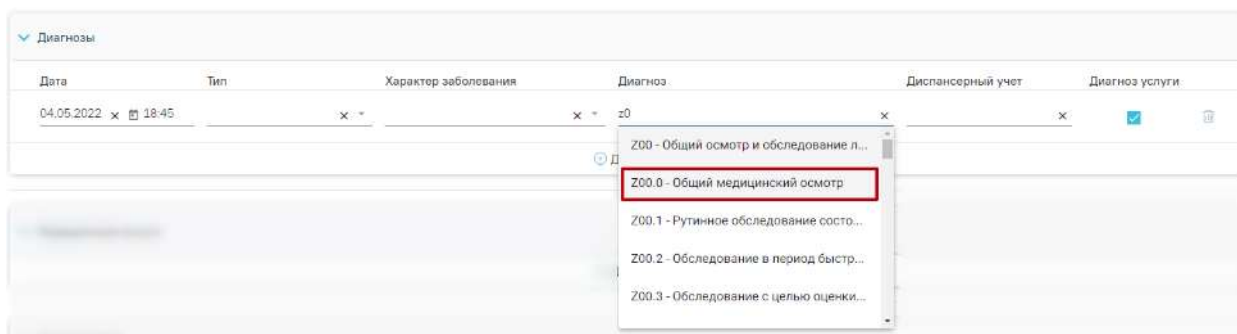 Диагнозы
Дата Тип Характер заболевания Диагноз Диспансерный учет Диагноз услуги
04.05.2022 18:45 z0
Z00 - Общий осмотр и обследование л...
Z00.0 - Общий медицинский осмотр
Z00.1 - Рутинное обследование состо...
Z00.2 - Обследование в период быстр...
Z00.3 - Обследование с целью оценки...